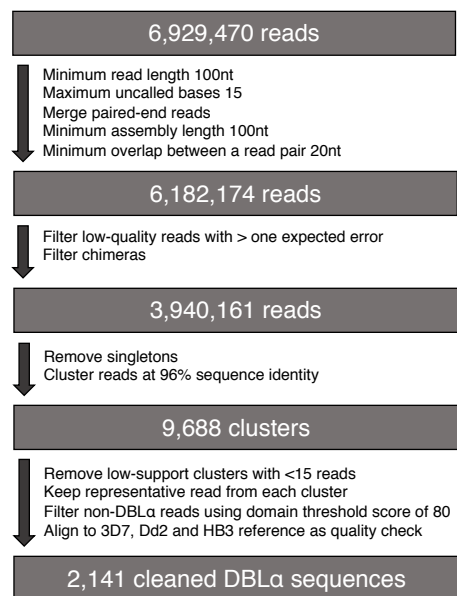 6,929,470 reads
Minimum read length 100nt
Maximum uncalled bases 15
Merge paired-end reads
Minimum assembly length 100nt
Minimum overlap between a read pair 20nt
6,182,174 reads
Filter low-quality reads with > one expected error
Filter chimeras
3,940,161 reads
Remove singletons
Cluster reads at 96% sequence identity
9,688 clusters
Remove low-support clusters with <15 reads
Keep representative read from each cluster
Filter non-DBLα reads using domain threshold score of 80
Align to 3D7, Dd2 and HB3 reference as quality check
2,141 cleaned DBLα sequences